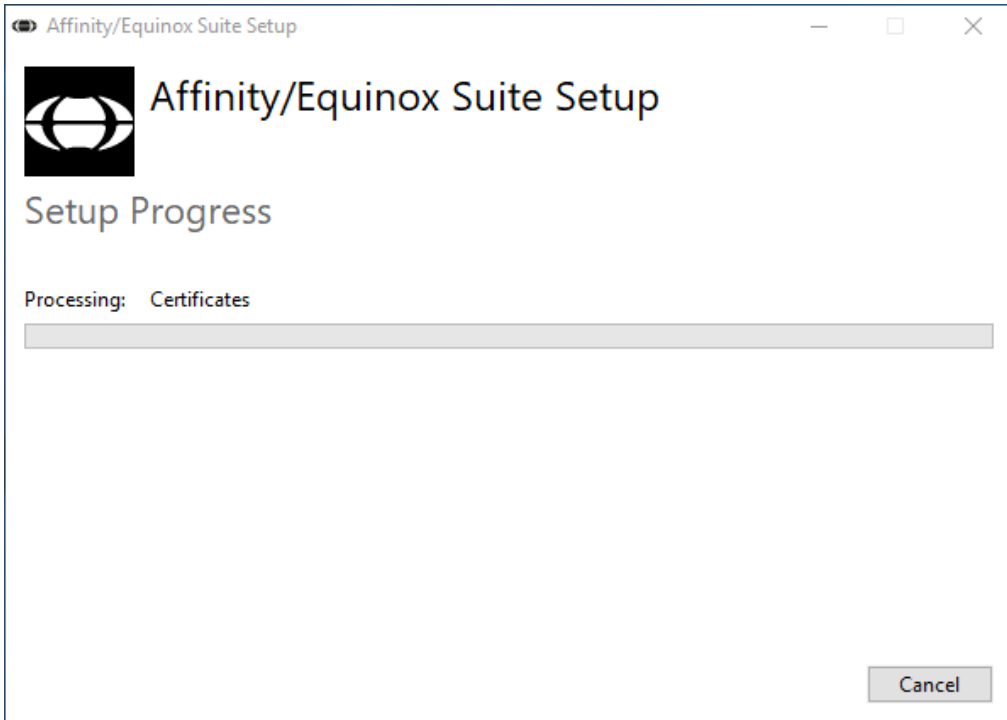 Affinity/Equinox Suite Setup
Affinity/Equinox Suite Setup
Setup Progress
Processing: Certificates
Cancel